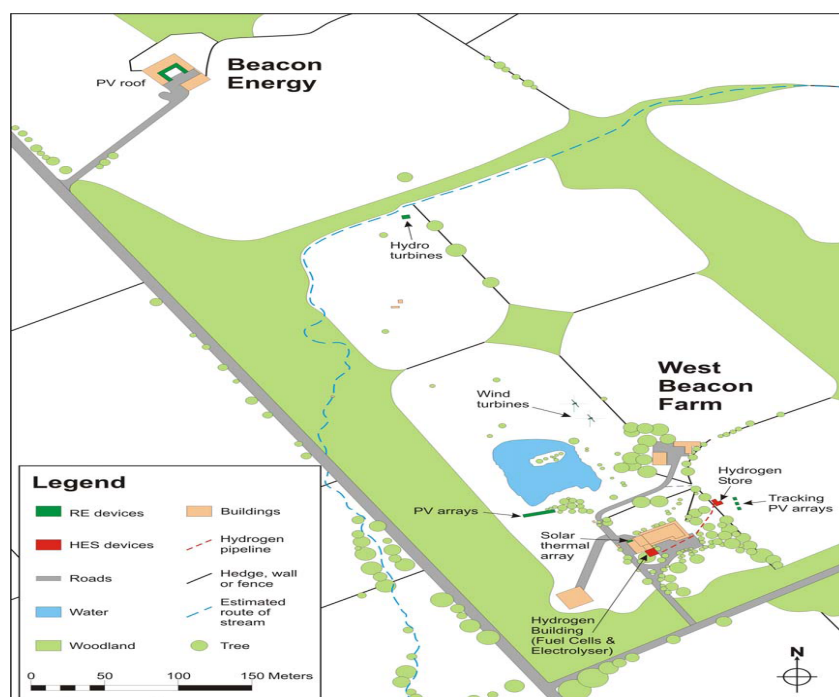 Beacon
Energy
PV roof
Hydro
turbines
West
Beacon
Farm
Wind
turbines
Hydrogen
Store
Tracking
PV arrays
PV arrays
Solar
thermal
array
Hydrogen
Building
(Fuel Cells &
Electrolyser)
N
Legend
RE devices
Buildings
HES devices
Hydrogen
pipeline
Roads
Hedge, wall
or fence
Water
Estimated
route of
stream
Woodland
Tree
0 50 100 150 Meters